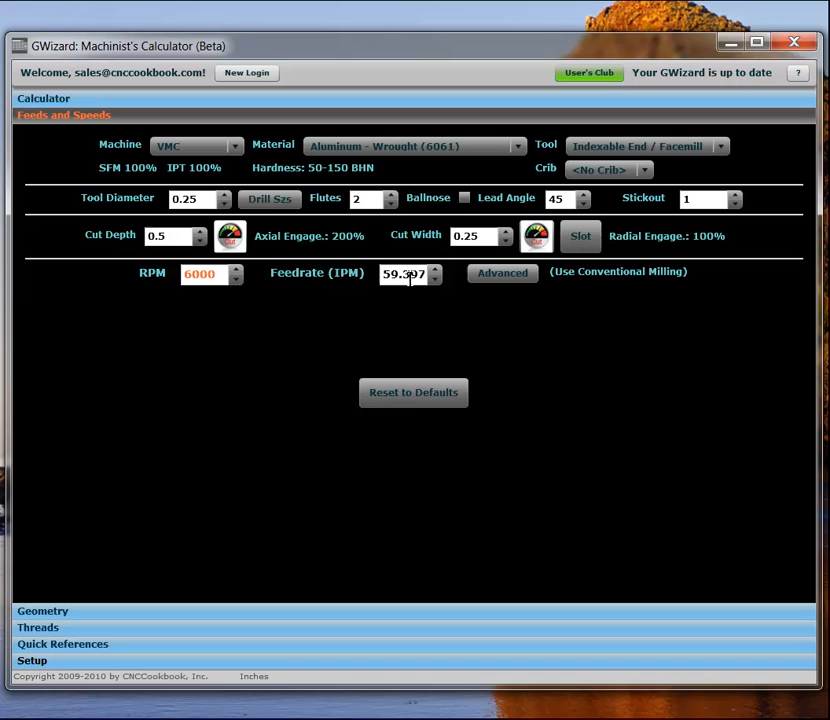 GWizard: Machinist's Calculator (Beta)
Welcome, sales@cnccookbook.com! New Login User's Club Your GWizard is up to date ?
Calculator
Feeds and Speeds
Machine VMC Material Aluminum - Wrought (6061) Tool Indexable End / Facemill
SFM 100% IPT 100% Hardness: 50-150 BHN Crib <No Crib>
Tool Diameter 0.25 Drill Szs Flutes 2 Ballnose Lead Angle 45 Stickout 1
Cut Depth 0.5 Cut Axial Engage.: 200% Cut Width 0.25 Cut Slot Radial Engage.: 100%
RPM 6000 Feedrate (IPM) Advanced (Use Conventional Milling)
Reset to Defaults
Geometry
Threads
Quick References
Setup
Copyright 2009-2010 by CNCCookbook, Inc. Inches